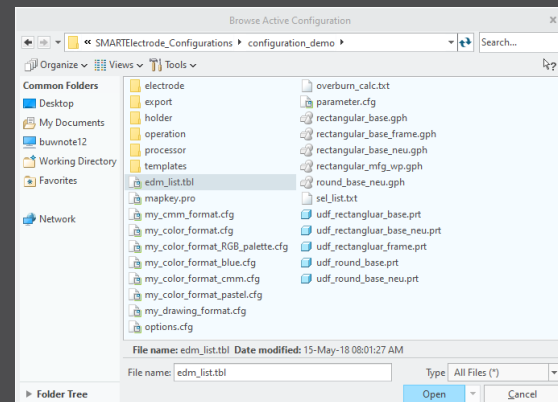 Browse Active Configuration
« SMARTElectrode_Configurations configuration_demo
Search...
Organize Views Tools
Common Folders
Desktop
My Documents
buwnote12
Working Directory
Favorites
Network
electrode
export
holder
operation
processor
templates
edm_list.tbl
mapkey.pro
my_cmm_format.cfg
my_color_format.cfg
my_color_format_RGB_palette.cfg
my_color_format_blue.cfg
my_color_format_cmm.cfg
my_color_format_pastel.cfg
my_drawing_format.cfg
options.cfg
overburn_calc.txt
parameter.cfg
rectangular_base.gph
rectangular_base_frame.gph
rectangular_base_neu.gph
rectangular_mfg_wp.gph
round_base_neu.gph
sel_list.txt
udf_rectangluar_base.prt
udf_rectangluar_base_neu.prt
udf_rectangluar_frame.prt
udf_round_base.prt
udf_round_base_neu.prt
File name: edm_list.tbl Date modified: 15-May-18 08:01:27 AM
File name: edm_list.tbl Type All Files (*)
Folder Tree
Open Cancel